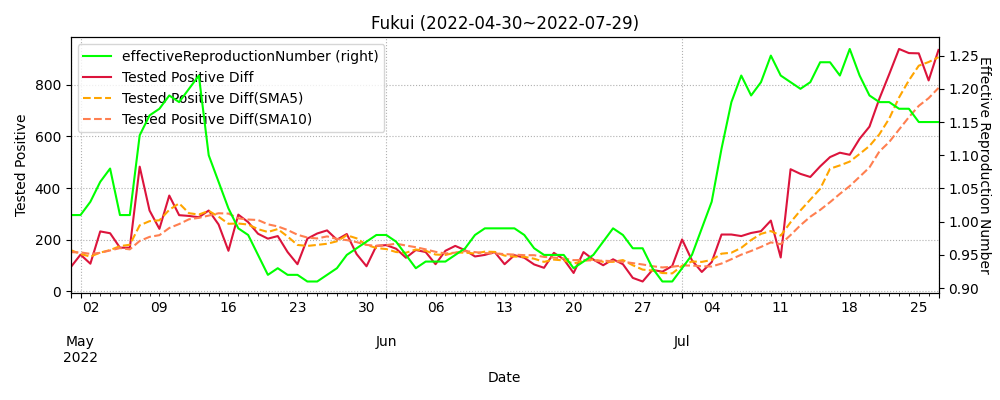 Fukui (2022-04-30~2022-07-29)
effectiveReproductionNumber (right)
Tested Positive Diff
Tested Positive Diff(SMA5)
Tested Positive Diff(SMA10)
Tested Positive
800
600
400
200
0
1.25
1.20
1.15
1.10
1.05
1.00
0.95
0.90
Effective Reproduction Number
02 09 16 23 30 06 13 20 27 04 11 18 25
May Jun Jul
2022
Date